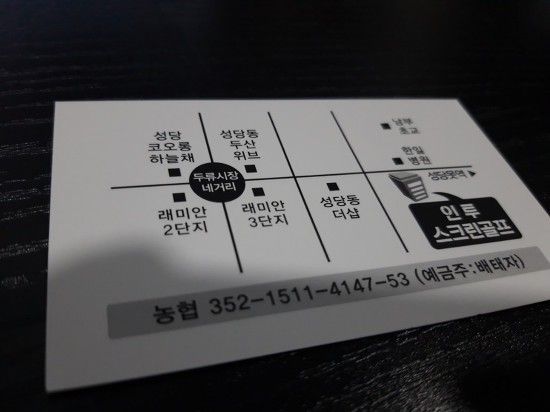 성당
코오롱
하늘채
성당동
두산
위브
남부
초교
한일
병원
두류시장
네거리
성당못역
래미안
2단지
래미안
3단지
성당동
더샵
인투
스크린골프
농협 352-1511-4147-53 (예금주:배태자)